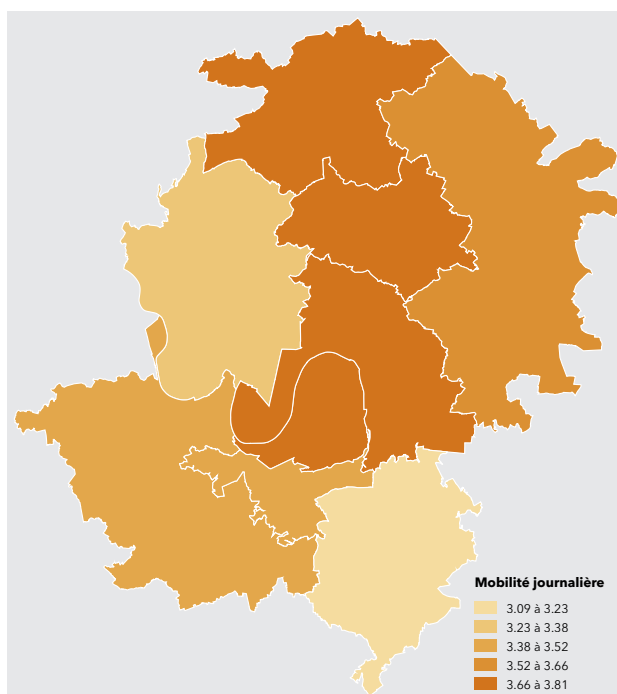 Mobilité journalière
3.09 à 3.23
3.23 à 3.38
3.38 à 3.52
3.52 à 3.66
3.66 à 3.81